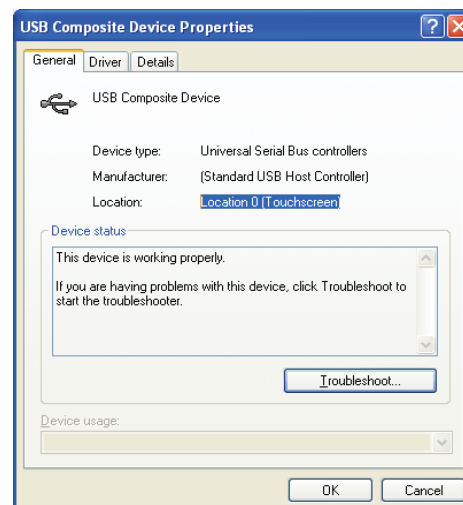 USB Composite Device Properties
General Driver Details
USB Composite Device
Device type: Universal Serial Bus controllers
Manufacturer: (Standard USB Host Controller)
Location: Location 0 (Touchscreen)
Device status
This device is working properly.
If you are having problems with this device, click Troubleshoot to
start the troubleshooter.
Troubleshoot...
Device usage:
OK Cancel